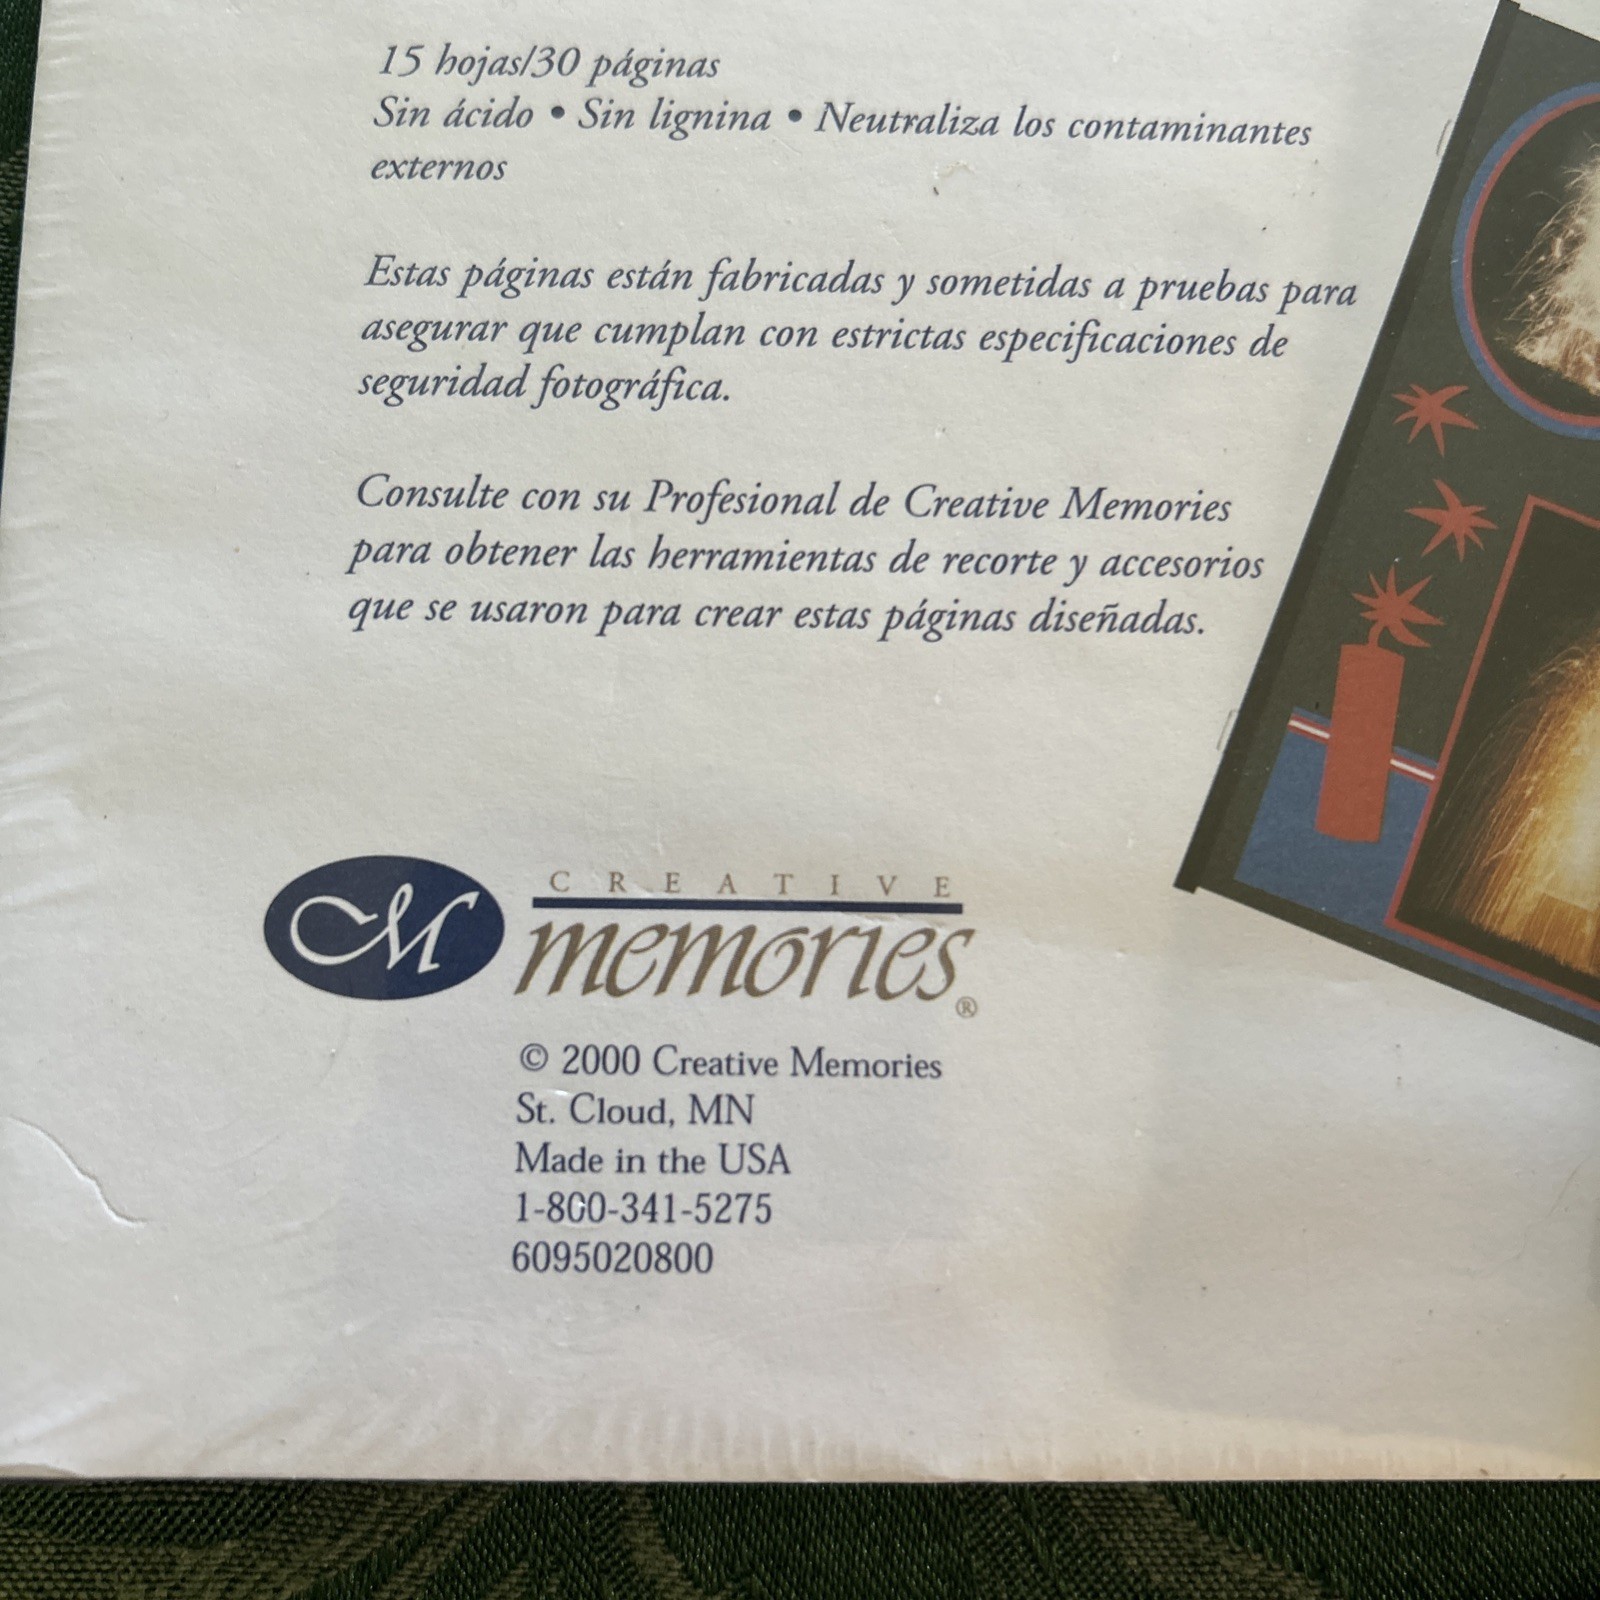 15 hojas/30 páginas
Sin ácido • Sin lignina • Neutraliza los contaminantes
externos
Estas páginas están fabricadas y sometidas a pruebas para
asegurar que cumplan con estrictas especificaciones de
seguridad fotográfica.
Consulte con su Profesional de Creative Memories
para obtener las herramientas de recorte y accesorios
que se usaron para crear estas páginas diseñadas.
M
CREATIVE
memories®
© 2000 Creative Memories
St. Cloud, MN
Made in the USA
1-800-341-5275
6095020800